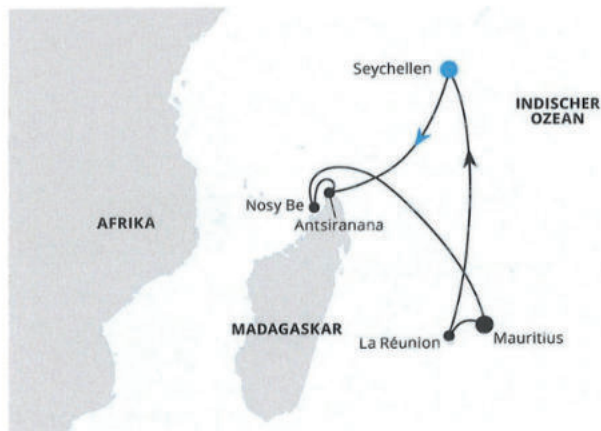 Seychellen
INDISCHER
OZEAN
Nosy Be
Antsiranana
AFRIKA
MADAGASKAR
La Réunion
Mauritius